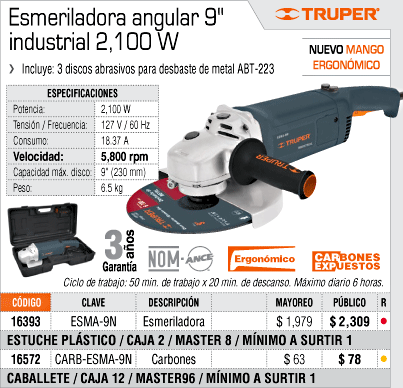 Esmeriladora angular 9"
industrial 2,100 W
TRUPER®
NUEVO MANGO
ERGONÓMICO
Incluye: 3 discos abrasivos para desbaste de metal ABT-223
ESPECIFICACIONES
Potencia: 2,100 W
Tensión / Frecuencia: 127 V / 60 Hz
Consumo: 18.37 A
Velocidad: 5,800 rpm
Capacidad máx. disco: 9" (230 mm)
Peso: 6.5 kg
TRUPER
3 años
Garantía
NOM-ANCE
Ergonómico
CARBONES
EXPUESTOS
Ciclo de trabajo: 50 min. de trabajo x 20 min. de descanso. Máximo diario 6 horas.
CÓDIGO CLAVE DESCRIPCIÓN MAYOREO PÚBLICO R
16393 ESMA-9N Esmeriladora $ 1,979 $ 2,309
ESTUCHE PLÁSTICO / CAJA 2 / MASTER 8 / MÍNIMO A SURTIR 1
16572 CARB-ESMA-9N Carbones $ 63 $ 78
CABALLETE / CAJA 12 / MASTER96 / MÍNIMO A SURTIR 1